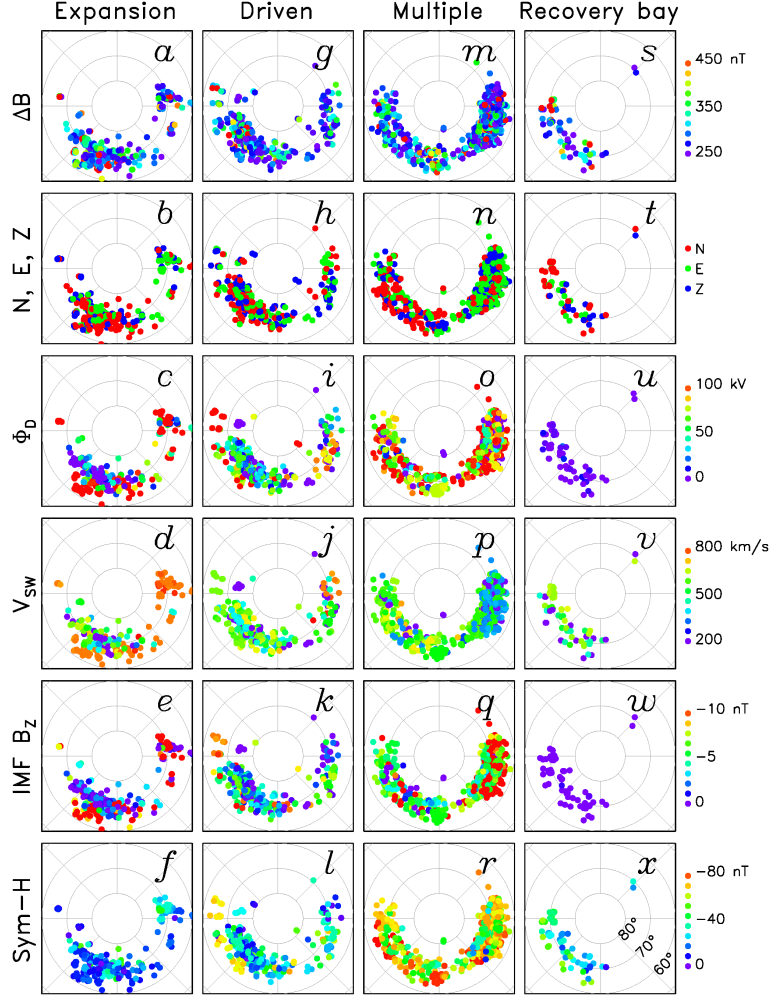 Expansion Driven Multiple Recovery bay
ΔB a g m s 450 nT
350
250
N, E, Z b h n t N
E
Z
Φ_D c i o u 100 kV
50
0
V_SW d j p v 800 km/s
500
200
IMF B_Z e k q w −10 nT
−5
0
Sym−H f l r x −80 nT
−40
0
80° 70° 60°